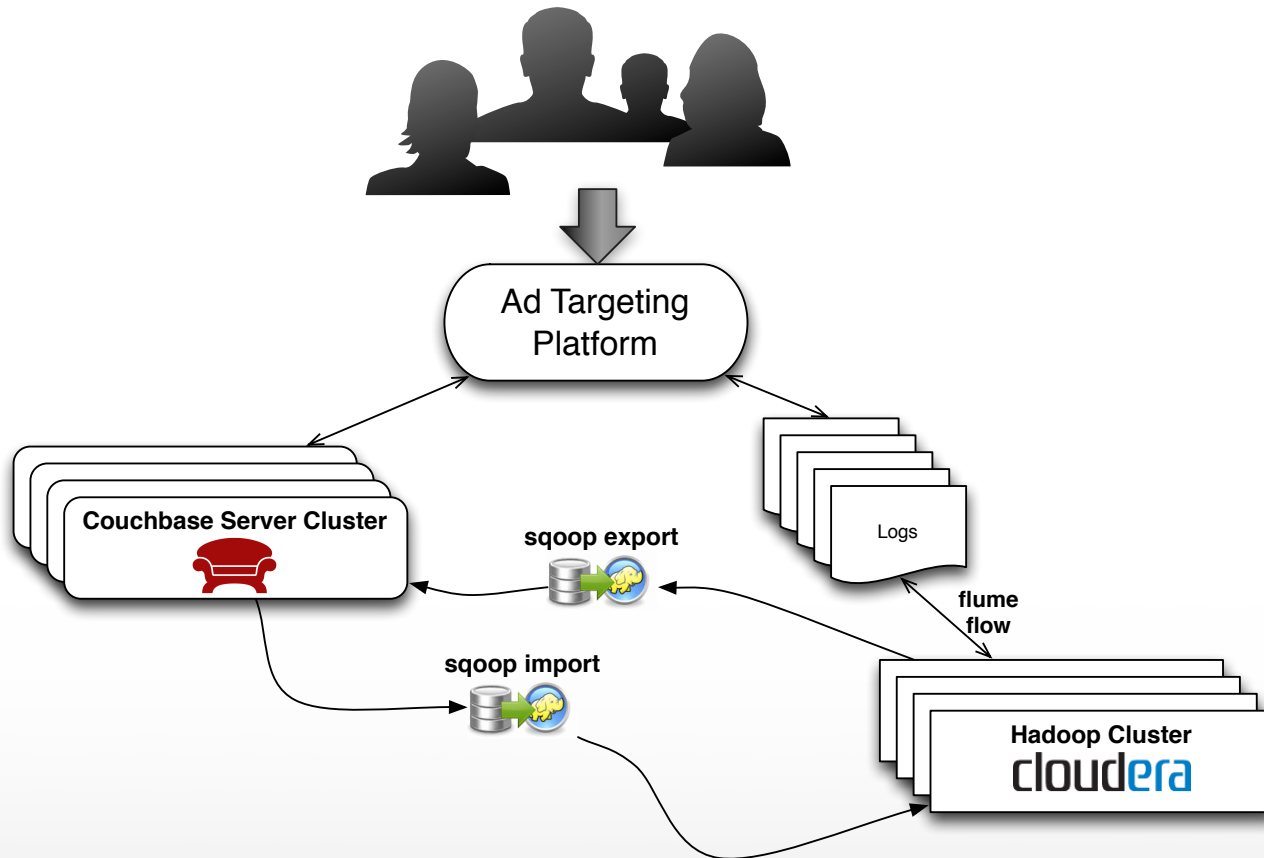 Ad Targeting
Platform
Couchbase Server Cluster
sqoop export
Logs
flume
flow
sqoop import
Hadoop Cluster
cloudera